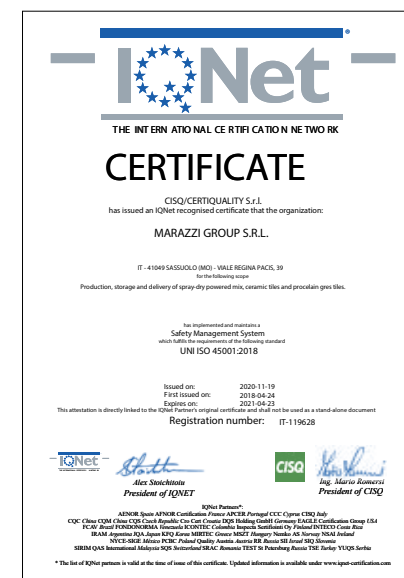 IQNet
THE INTERNATIONAL CERTIFICATION NETWORK
CERTIFICATE
CISQ/CERTIQUALITY S.r.l.
has issued an IQNet recognised certificate that the organization:
MARAZZI GROUP S.R.L.
IT - 41049 SASSUOLO (MO) - VIALE REGINA PACIS, 39
for the following scope
Production, storage and delivery of spray-dry powered mix, ceramic tiles and procelain gres tiles.
has implemented and maintains a
Safety Management System
which fulfills the requirements of the following standard
UNI ISO 45001:2018
Issued on: 2020-11-19
First issued on: 2018-04-24
Expires on: 2021-04-23
This attestation is directly linked to the IQNet Partner's original certificate and shall not be used as a stand-alone document
Registration number: IT-119628
IQNet
CISQ
Alex Stoichitoiu
President of IQNET
Ing. Mario Romersi
President of CISQ
IQNet Partners*:
AENOR Spain AFNOR Certification France APCER Portugal CCC Cyprus CISQ Italy
CQC China CQM China CQS Czech Republic Cro Cert Croatia DQS Holding GmbH Germany EAGLE Certification Group USA
FCAV Brazil FONDONORMA Venezuela ICONTEC Colombia Inspecta Sertifiointi Oy Finland INTECO Costa Rica
IRAM Argentina JQA Japan KFQ Korea MIRTEC Greece MSZT Hungary Nemko AS Norway NSAI Ireland
NYCE-SIGE México PCBC Poland Quality Austria Austria RR Russia SII Israel SIQ Slovenia
SIRIM QAS International Malaysia SQS Switzerland SRAC Romania TEST St Petersburg Russia TSE Turkey YUQS Serbia
* The list of IQNet partners is valid at the time of issue of this certificate. Updated information is available under www.iqnet-certification.com